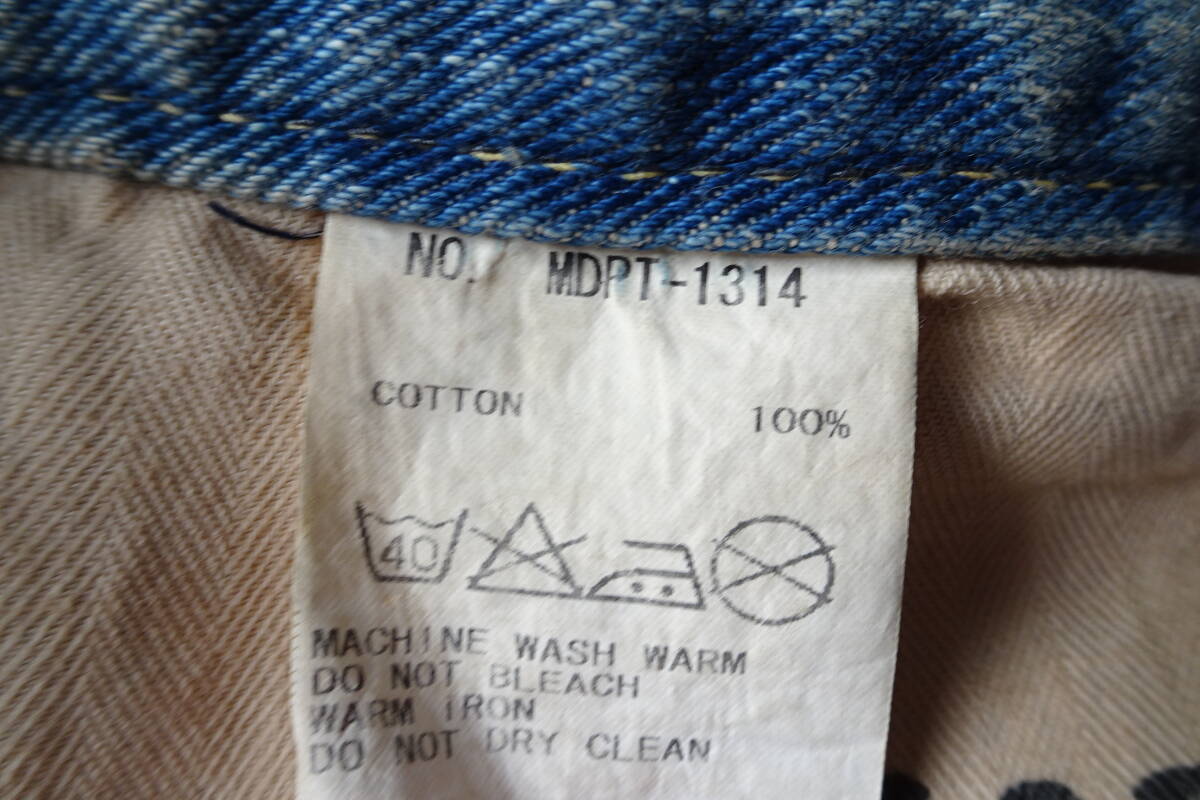 NO. MDPT-1314
COTTON 100%
40
MACHINE WASH WARM
DO NOT BLEACH
WARM IRON
DO NOT DRY CLEAN